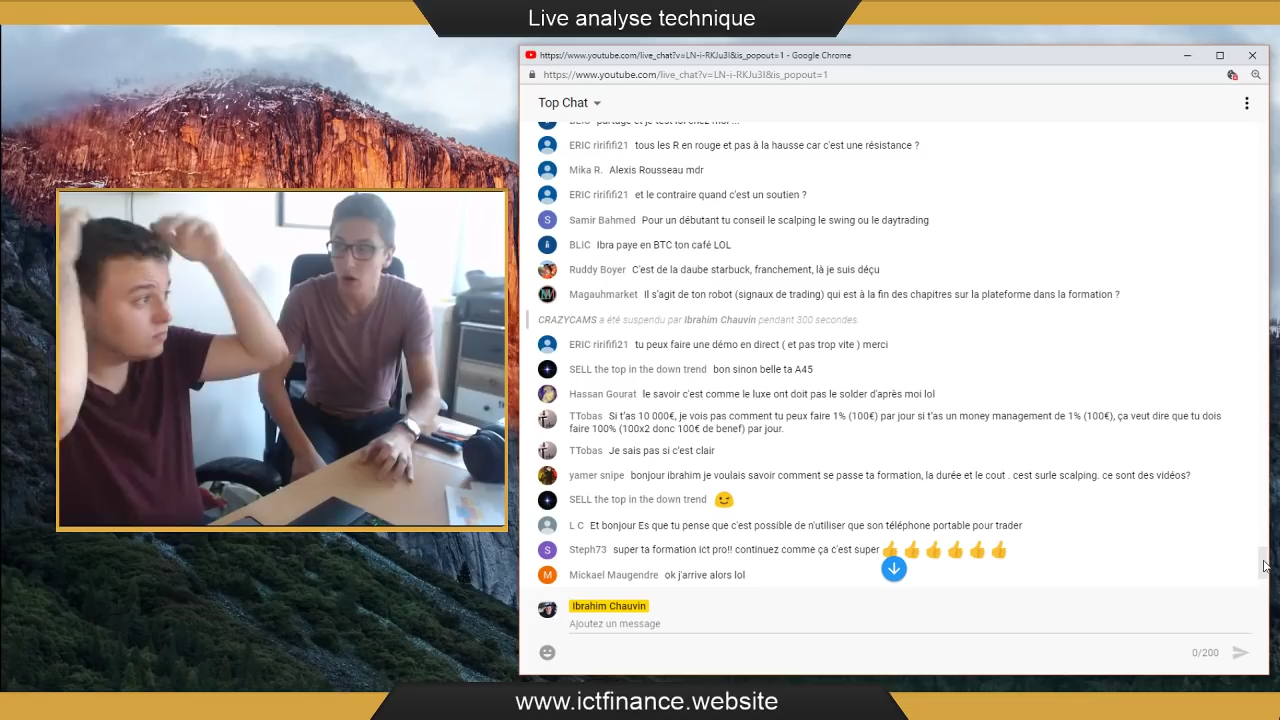 Live analyse technique
https://www.youtube.com/live_chat?v=LN-i-RKJu3I&is_popout=1 - Google Chrome
https://www.youtube.com/live_chat?v=LN-i-RKJu3I&is_popout=1
Top Chat
BLIC partage et je test toi chez moi ...
ERIC rirififi21 tous les R en rouge et pas à la hausse car c'est une résistance ?
Mika R. Alexis Rousseau mdr
ERIC rirififi21 et le contraire quand c'est un soutien ?
S Samir Bahmed Pour un débutant tu conseil le scalping le swing ou le daytrading
BLIC Ibra paye en BTC ton café LOL
Ruddy Boyer C'est de la daube starbuck, franchement, là je suis déçu
Magauhmarket Il s'agit de ton robot (signaux de trading) qui est à la fin des chapitres sur la plateforme dans la formation ?
CRAZYCAMS a été suspendu par Ibrahim Chauvin pendant 300 secondes.
ERIC rirififi21 tu peux faire une démo en direct ( et pas trop vite ) merci
SELL the top in the down trend bon sinon belle ta A45
Hassan Gourat le savoir c'est comme le luxe ont doit pas le solder d'après moi lol
TTobas Si t'as 10 000€, je vois pas comment tu peux faire 1% (100€) par jour si t'as un money management de 1% (100€), ça veut dire que tu dois
faire 100% (100x2 donc 100€ de benef) par jour.
TTobas Je sais pas si c'est clair
yamer snipe bonjour ibrahim je voulais savoir comment se passe ta formation, la durée et le cout . cest surle scalping. ce sont des vidéos?
SELL the top in the down trend 😉
L C Et bonjour Es que tu pense que c'est possible de n'utiliser que son téléphone portable pour trader
S Steph73 super ta formation ict pro!! continuez comme ça c'est super 👍👍👍👍👍👍
M Mickael Maugendre ok j'arrive alors lol
Ibrahim Chauvin
Ajoutez un message
0/200
www.ictfinance.website